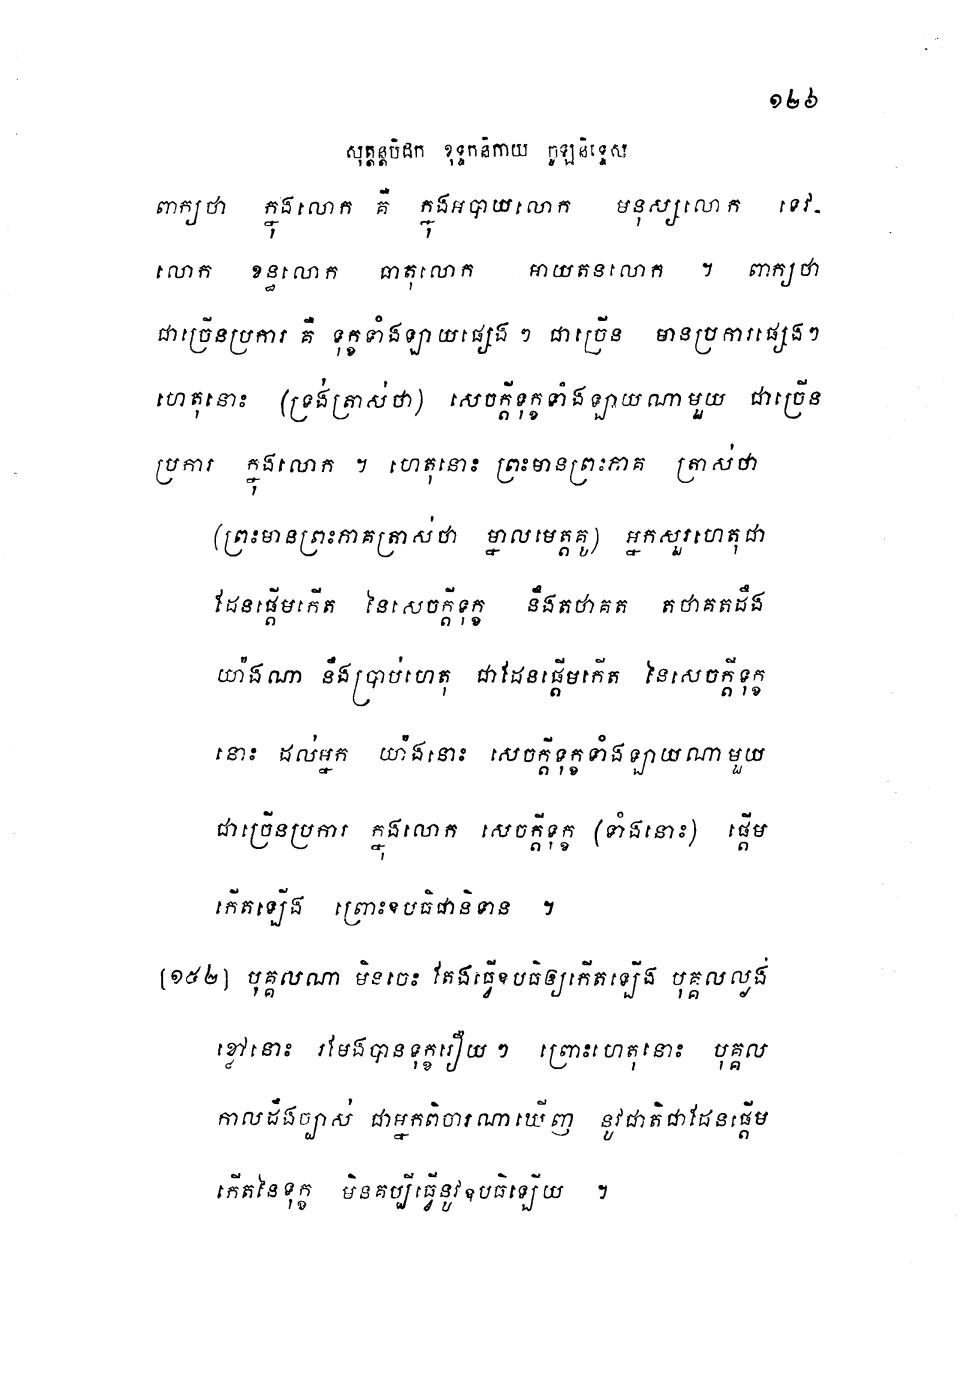 ១២៦
សុត្តន្តបិដក ខុទ្ទកនិកាយ ចូឡនិទ្ទេស
ពាក្យថា ក្នុងលោក គឺ ក្នុងអបាយលោក មនុស្សលោក ទេវ-
លោក ខន្ធលោក ធាតុលោក អាយតនលោក ។ ពាក្យថា
ជាច្រើនប្រការ គឺ ទុក្ខទាំងឡាយផ្សេង ៗ ជាច្រើន មានប្រការផ្សេងៗ
ហេតុនោះ (ទ្រង់ត្រាស់ថា) សេចក្តីទុក្ខទាំងឡាយណាមួយ ជាច្រើន
ប្រការ ក្នុងលោក ។ ហេតុនោះ ព្រះមានព្រះភាគ ត្រាស់ថា
(ព្រះមានព្រះភាគត្រាស់ថា ម្នាលមេត្តគូ) អ្នកសួរហេតុជា
ដែនផ្តើមកើត នៃសេចក្តីទុក្ខ នឹងតថាគត តថាគតដឹង
យ៉ាងណា នឹងប្រាប់ហេតុ ជាដែនផ្តើមកើត នៃសេចក្តីទុក្ខ
នោះ ដល់អ្នក យ៉ាងនោះ សេចក្តីទុក្ខទាំងឡាយណាមួយ
ជាច្រើនប្រការ ក្នុងលោក សេចក្តីទុក្ខ (ទាំងនោះ) ផ្តើម
កើតឡើង ព្រោះឧបធិជានិទាន ។
[១៥២] បុគ្គលណា មិនចេះ តែងធ្វើឧបធិឲ្យកើតឡើង បុគ្គលល្ងង់
ខ្លៅនោះ រមែងបានទុក្ខរឿយ ៗ ព្រោះហេតុនោះ បុគ្គល
កាលដឹងច្បាស់ ជាអ្នកពិចារណាឃើញ នូវជាតិជាដែនផ្តើម
កើតនៃទុក្ខ មិនគប្បីធ្វើនូវឧបធិឡើយ ។